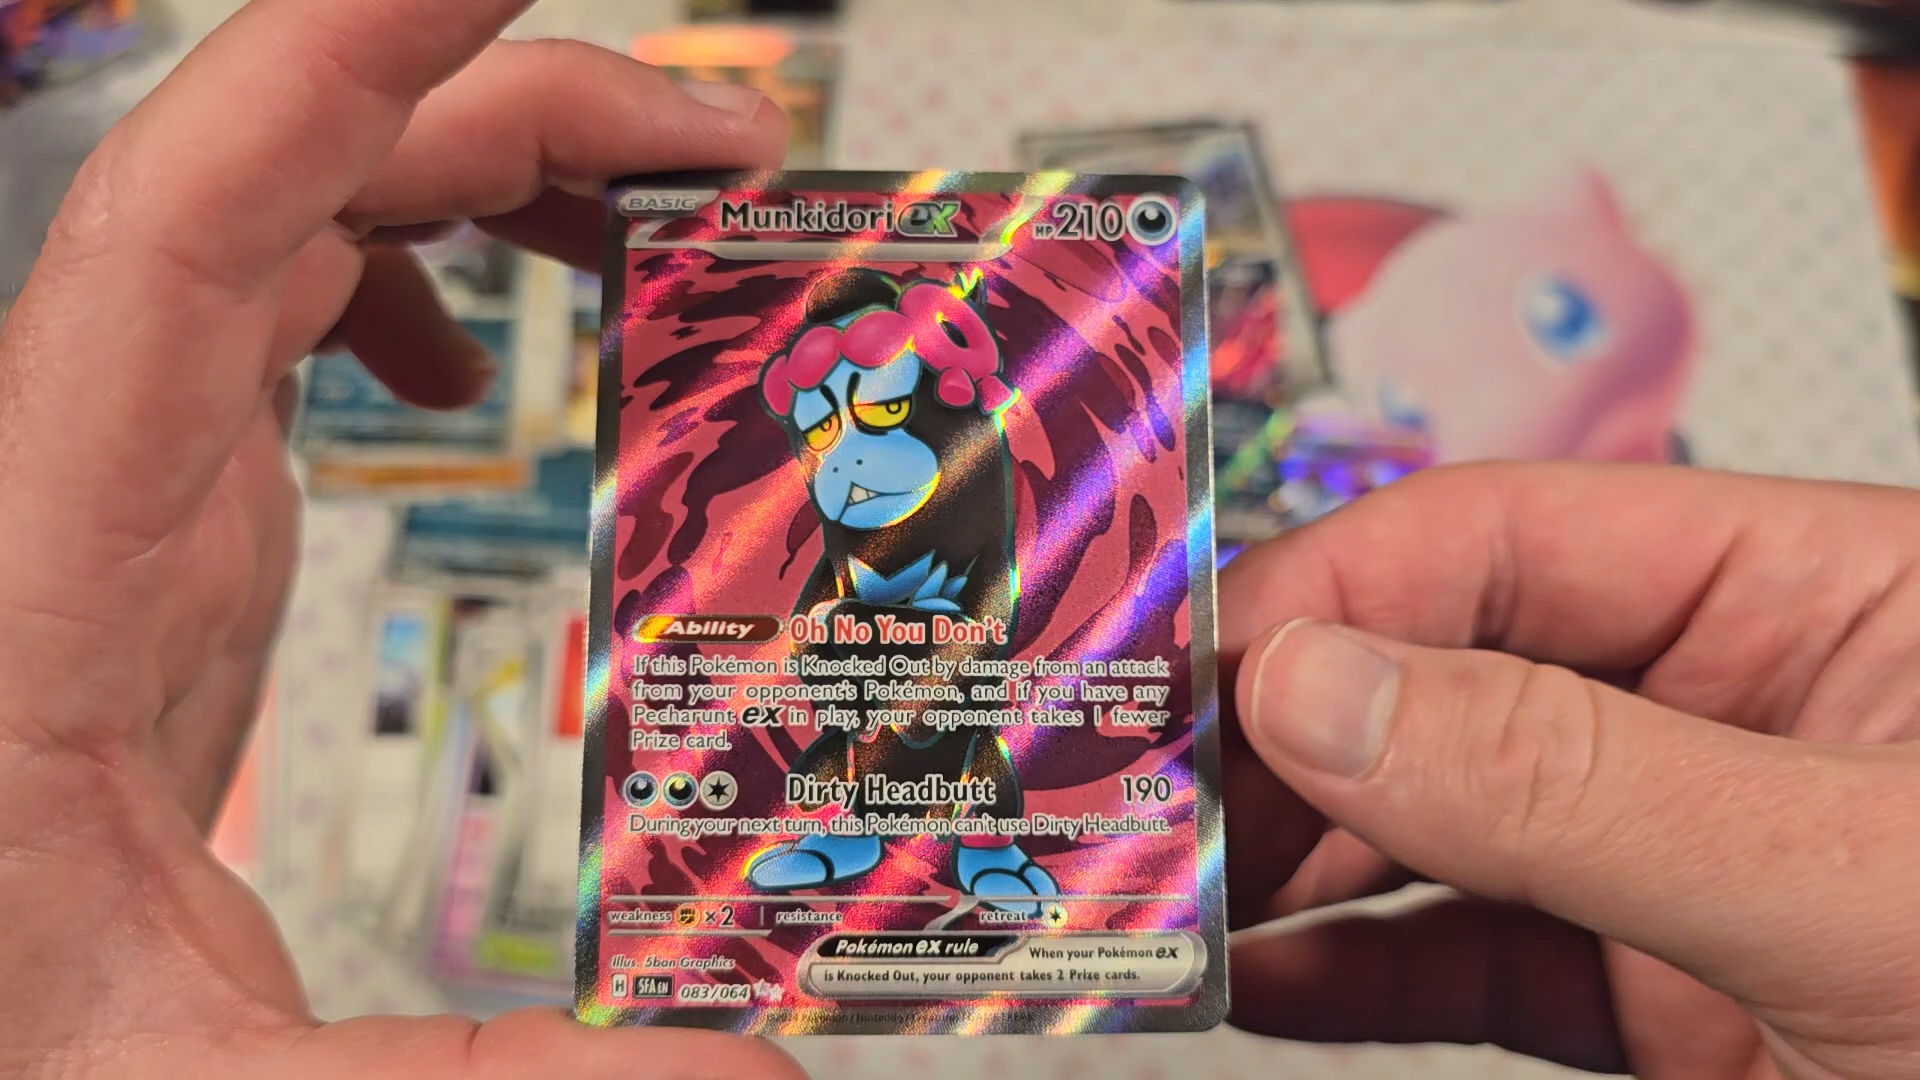 BASIC Munkidori ex HP 210
Ability Oh No You Don't
If this Pokémon is Knocked Out by damage from an attack
from your opponent's Pokémon, and if you have any
Pecharunt ex in play, your opponent takes 1 fewer
Prize card.
Dirty Headbutt 190
During your next turn, this Pokémon can't use Dirty Headbutt.
weakness ×2 resistance retreat
Pokémon ex rule When your Pokémon ex
is Knocked Out, your opponent takes 2 Prize cards.
Illus. 5ban Graphics
H SFA EN 083/064
©2024 Pokémon / Nintendo / Creatures / GAME FREAK